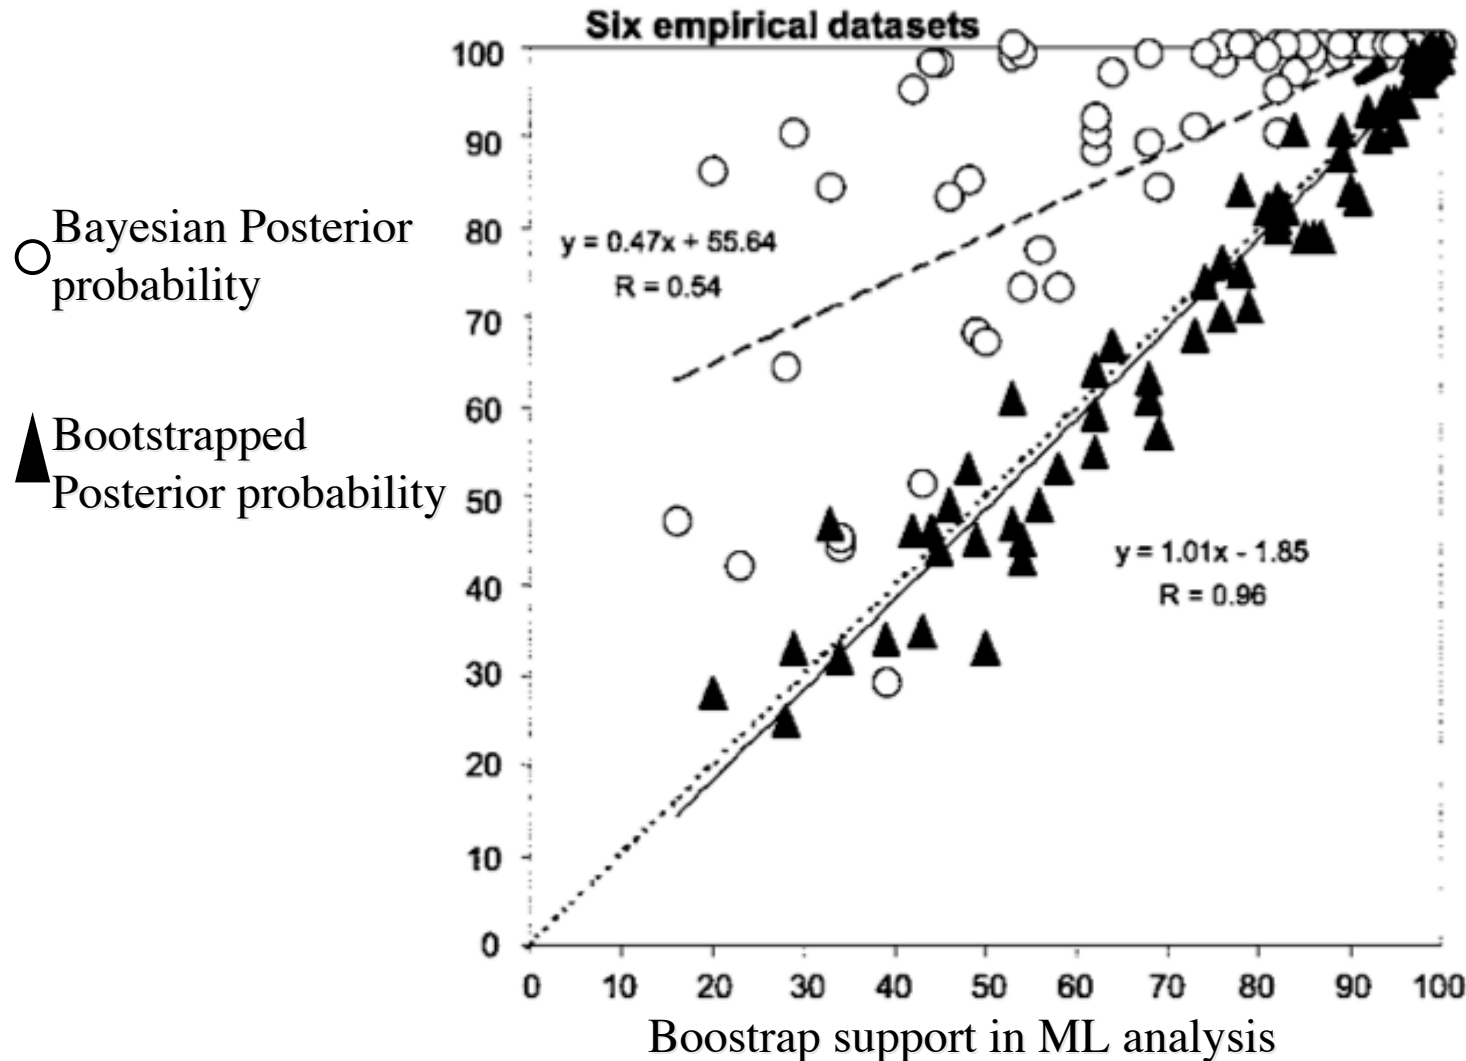 Six empirical datasets
100
90
80
70
60
50
40
30
20
10
0
Bayesian Posterior
probability
Bootstrapped
Posterior probability
y = 0.47x + 55.64
R = 0.54
y = 1.01x - 1.85
R = 0.96
0 10 20 30 40 50 60 70 80 90 100
Boostrap support in ML analysis